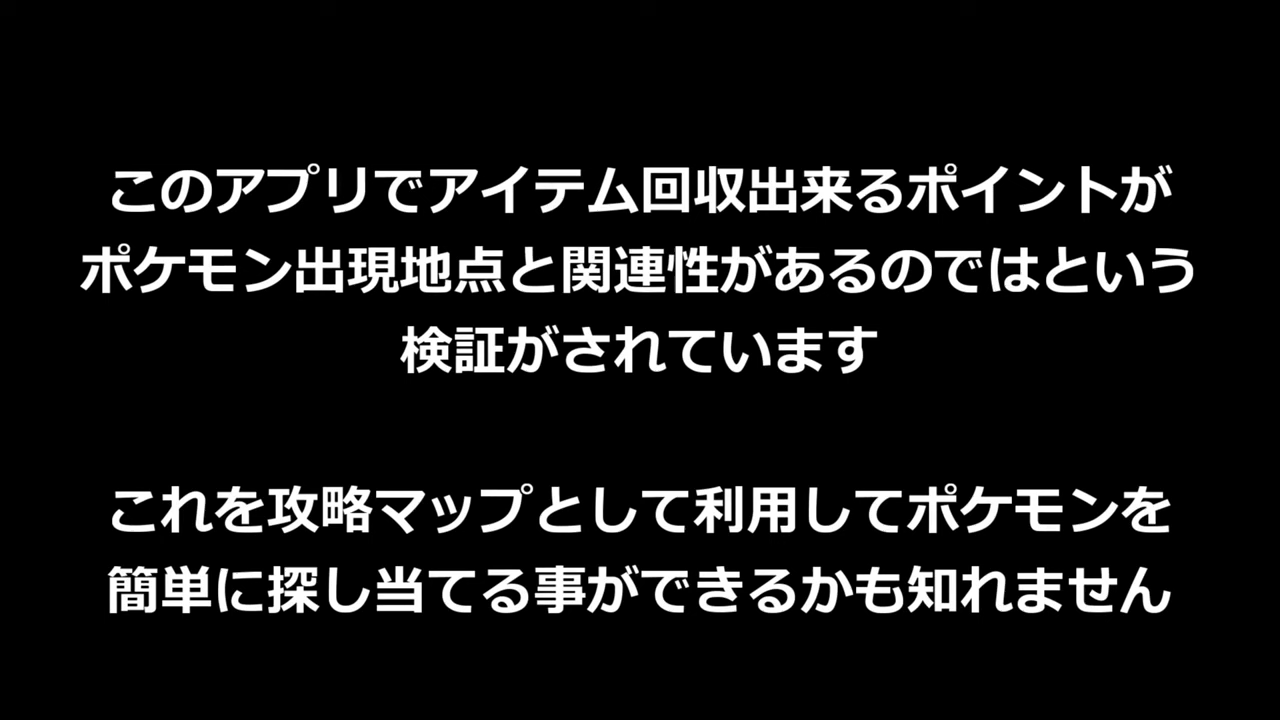 このアプリでアイテム回収出来るポイントが
ポケモン出現地点と関連性があるのではという
検証がされています
これを攻略マップとして利用してポケモンを
簡単に探し当てる事ができるかも知れません